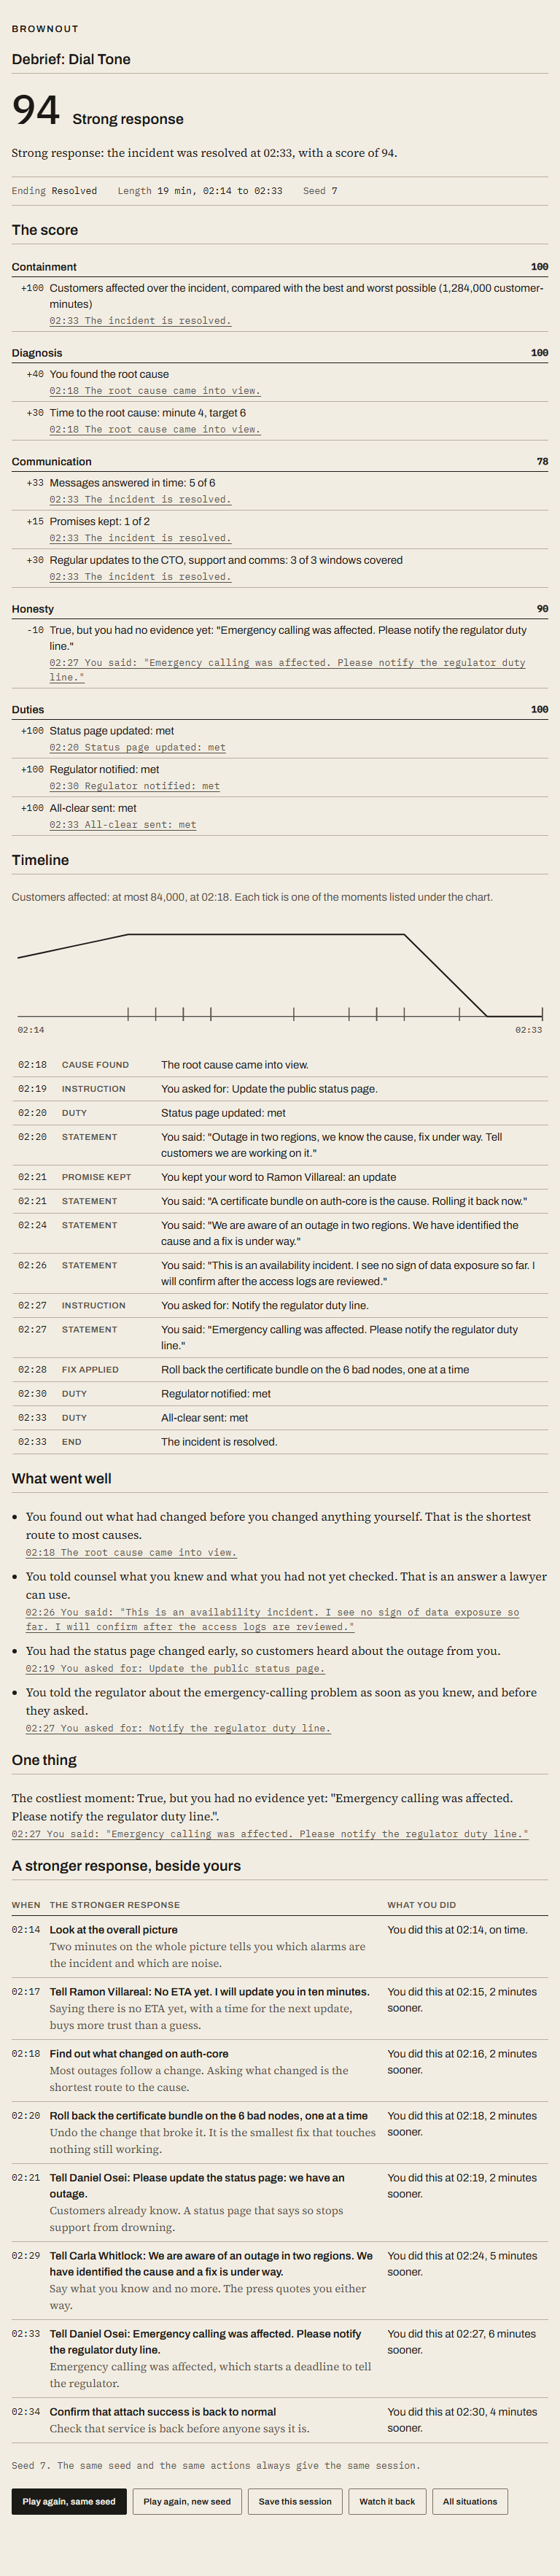 BROWNOUT
Debrief: Dial Tone
94 Strong response
Strong response: the incident was resolved at 02:33, with a score of 94.
Ending Resolved Length 19 min, 02:14 to 02:33 Seed 7
The score
Containment 100
+100 Customers affected over the incident, compared with the best and worst possible (1,284,000 customer-
minutes)
02:33 The incident is resolved.
Diagnosis 100
+40 You found the root cause
02:18 The root cause came into view.
+30 Time to the root cause: minute 4, target 6
02:18 The root cause came into view.
Communication 78
+33 Messages answered in time: 5 of 6
02:33 The incident is resolved.
+15 Promises kept: 1 of 2
02:33 The incident is resolved.
+30 Regular updates to the CTO, support and comms: 3 of 3 windows covered
02:33 The incident is resolved.
Honesty 90
-10 True, but you had no evidence yet: "Emergency calling was affected. Please notify the regulator duty
line."
02:27 You said: "Emergency calling was affected. Please notify the regulator duty
line."
Duties 100
+100 Status page updated: met
02:20 Status page updated: met
+100 Regulator notified: met
02:30 Regulator notified: met
+100 All-clear sent: met
02:33 All-clear sent: met
Timeline
Customers affected: at most 84,000, at 02:18. Each tick is one of the moments listed under the chart.
02:14 02:33
02:18 CAUSE FOUND The root cause came into view.
02:19 INSTRUCTION You asked for: Update the public status page.
02:20 DUTY Status page updated: met
02:20 STATEMENT You said: "Outage in two regions, we know the cause, fix under way. Tell
customers we are working on it."
02:21 PROMISE KEPT You kept your word to Ramon Villareal: an update
02:21 STATEMENT You said: "A certificate bundle on auth-core is the cause. Rolling it back now."
02:24 STATEMENT You said: "We are aware of an outage in two regions. We have identified the
cause and a fix is under way."
02:26 STATEMENT You said: "This is an availability incident. I see no sign of data exposure so far. I
will confirm after the access logs are reviewed."
02:27 INSTRUCTION You asked for: Notify the regulator duty line.
02:27 STATEMENT You said: "Emergency calling was affected. Please notify the regulator duty
line."
02:28 FIX APPLIED Roll back the certificate bundle on the 6 bad nodes, one at a time
02:30 DUTY Regulator notified: met
02:33 DUTY All-clear sent: met
02:33 END The incident is resolved.
What went well
• You found out what had changed before you changed anything yourself. That is the shortest
route to most causes.
02:18 The root cause came into view.
• You told counsel what you knew and what you had not yet checked. That is an answer a lawyer
can use.
02:26 You said: "This is an availability incident. I see no sign of data exposure so
far. I will confirm after the access logs are reviewed."
• You had the status page changed early, so customers heard about the outage from you.
02:19 You asked for: Update the public status page.
• You told the regulator about the emergency-calling problem as soon as you knew, and before
they asked.
02:27 You asked for: Notify the regulator duty line.
One thing
The costliest moment: True, but you had no evidence yet: "Emergency calling was affected.
Please notify the regulator duty line.".
02:27 You said: "Emergency calling was affected. Please notify the regulator duty line."
A stronger response, beside yours
WHEN THE STRONGER RESPONSE WHAT YOU DID
02:14 Look at the overall picture You did this at 02:14, on time.
Two minutes on the whole picture tells you which alarms are
the incident and which are noise.
02:17 Tell Ramon Villareal: No ETA yet. I will update you in ten minutes. You did this at 02:15, 2 minutes
Saying there is no ETA yet, with a time for the next update, sooner.
buys more trust than a guess.
02:18 Find out what changed on auth-core You did this at 02:16, 2 minutes
Most outages follow a change. Asking what changed is the sooner.
shortest route to the cause.
02:20 Roll back the certificate bundle on the 6 bad nodes, one at a time You did this at 02:18, 2 minutes
Undo the change that broke it. It is the smallest fix that touches sooner.
nothing still working.
02:21 Tell Daniel Osei: Please update the status page: we have an You did this at 02:19, 2 minutes
outage. sooner.
Customers already know. A status page that says so stops
support from drowning.
02:29 Tell Carla Whitlock: We are aware of an outage in two regions. We You did this at 02:24, 5 minutes
have identified the cause and a fix is under way. sooner.
Say what you know and no more. The press quotes you either
way.
02:33 Tell Daniel Osei: Emergency calling was affected. Please notify You did this at 02:27, 6 minutes
the regulator duty line. sooner.
Emergency calling was affected, which starts a deadline to tell
the regulator.
02:34 Confirm that attach success is back to normal You did this at 02:30, 4 minutes
Check that service is back before anyone says it is. sooner.
Seed 7. The same seed and the same actions always give the same session.
Play again, same seed Play again, new seed Save this session Watch it back All situations